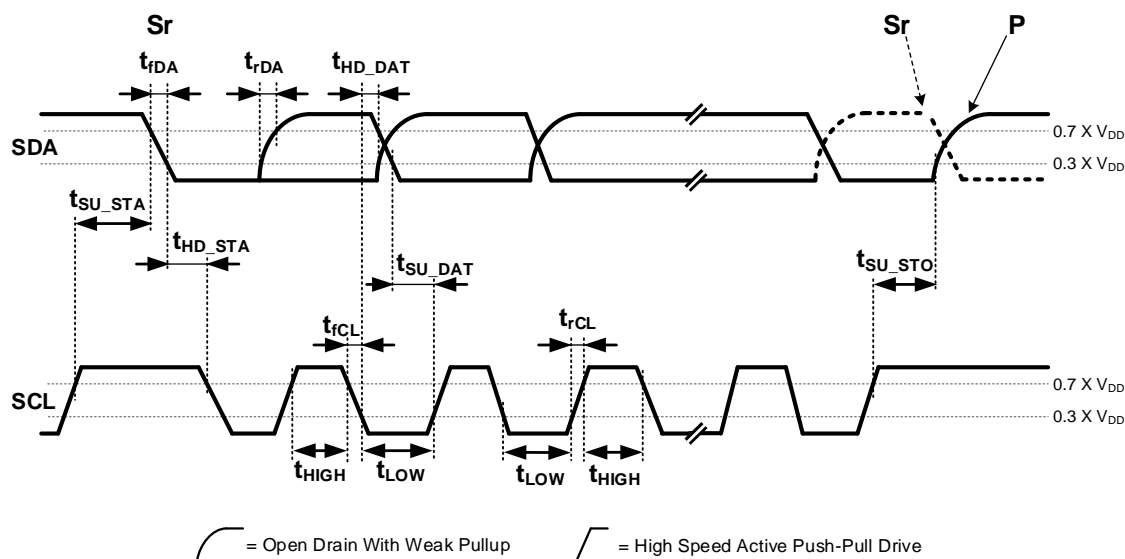 Sr
Sr
P
tfDA
trDA
tHD_DAT
0.7 X VDD
SDA
0.3 X VDD
tSU_STA
tHD_STA
tSU_DAT
tSU_STO
tfCL
trCL
0.7 X VDD
SCL
0.3 X VDD
tHIGH
tLOW
tLOW
tHIGH
= Open Drain With Weak Pullup
= High Speed Active Push-Pull Drive